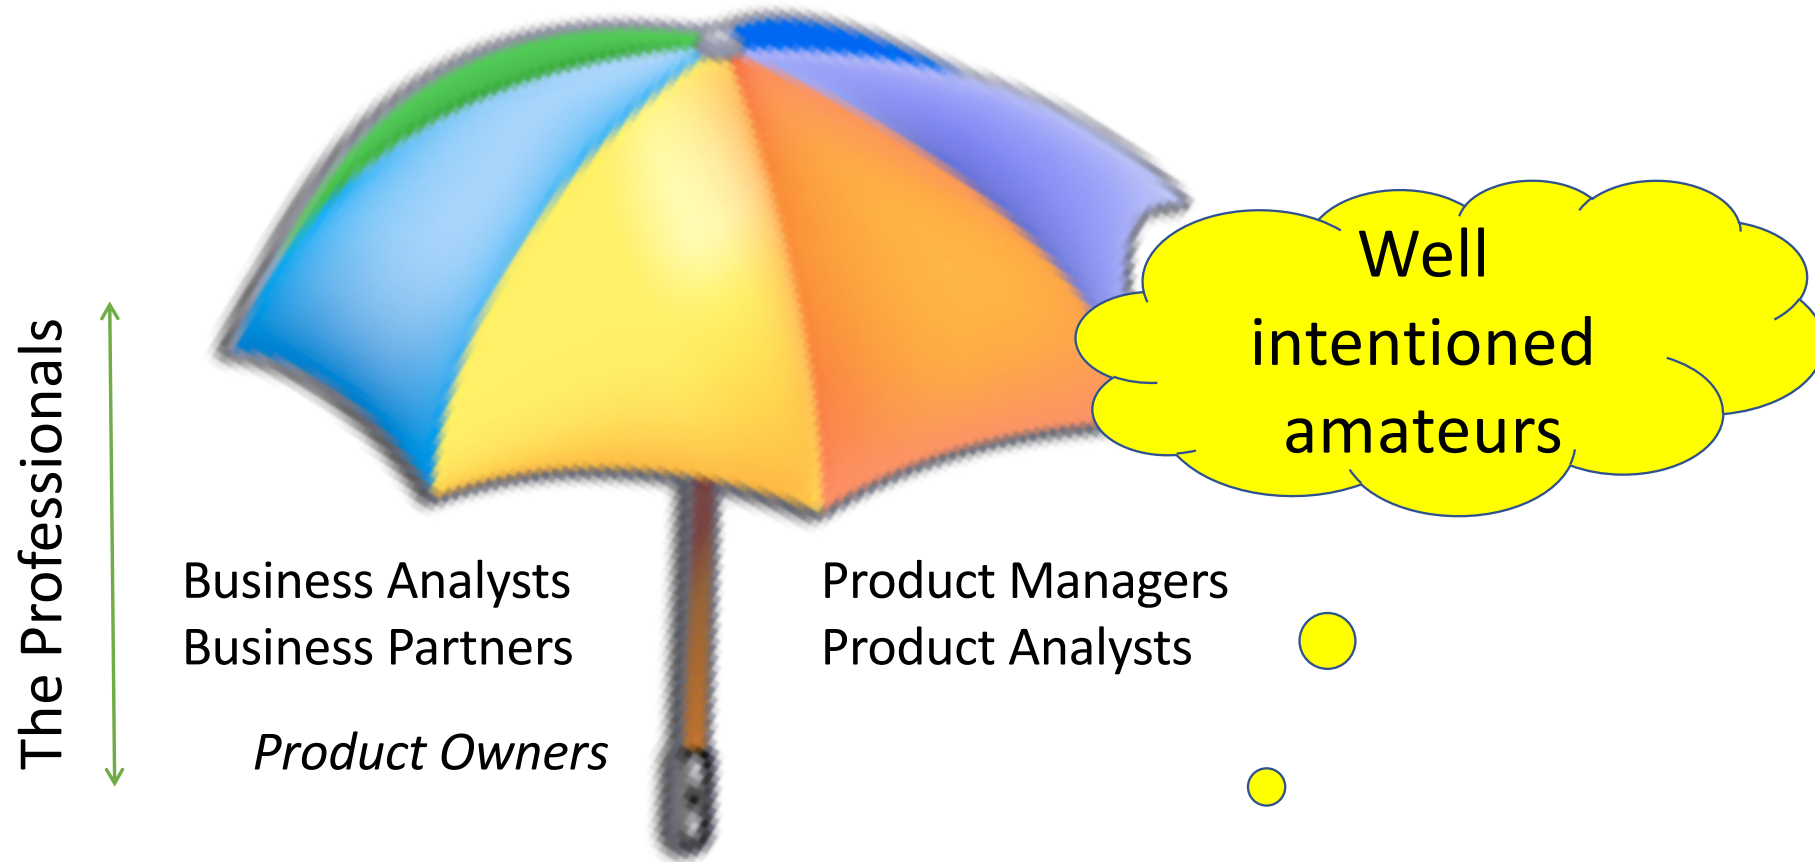 Well
intentioned
amateurs
The Professionals
Business Analysts
Business Partners
Product Managers
Product Analysts
Product Owners